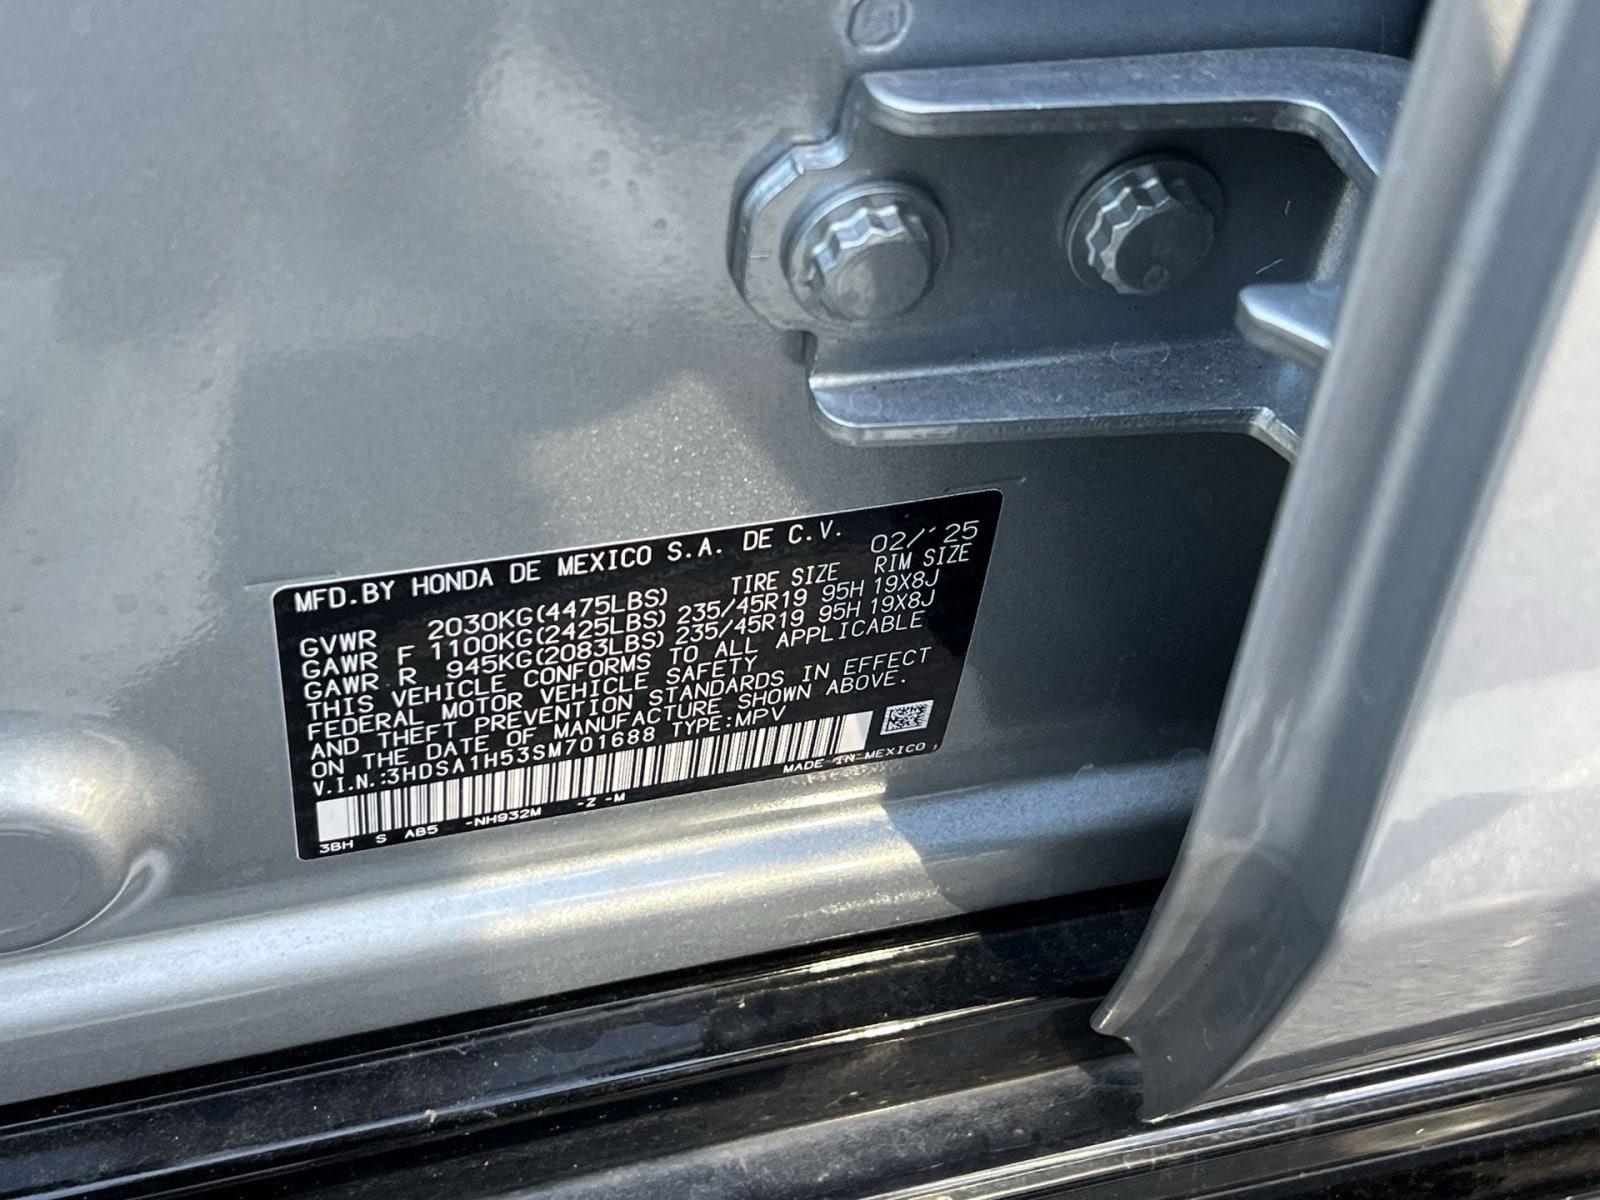 MFD.BY HONDA DE MEXICO S.A. DE C.V. 02/'25
TIRE SIZE RIM SIZE
GVWR 2030KG(4475LBS)
GAWR F 1100KG(2425LBS) 235/45R19 95H 19X8J
GAWR R 945KG(2083LBS) 235/45R19 95H 19X8J
THIS VEHICLE CONFORMS TO ALL APPLICABLE
FEDERAL MOTOR VEHICLE SAFETY
AND THEFT PREVENTION STANDARDS IN EFFECT
ON THE DATE OF MANUFACTURE SHOWN ABOVE.
V.I.N.:3HDSA1H53SM701688 TYPE:MPV
MADE IN MEXICO
3BH S AB5 -NH932M -Z -M